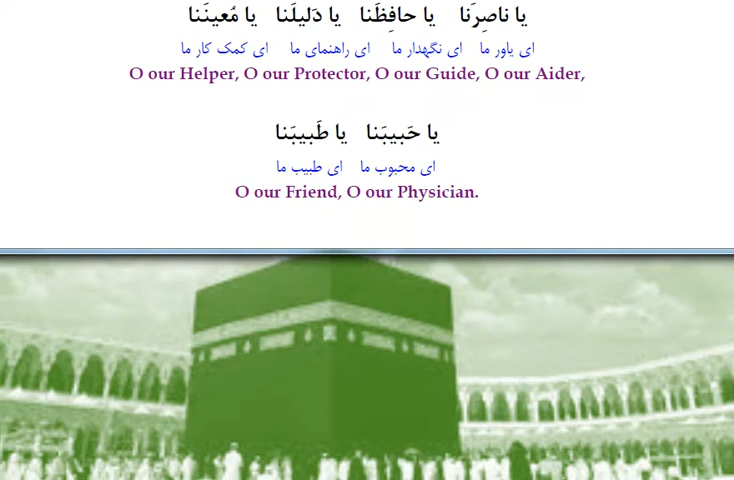 يا ناصِرَنا يا حافِظَنا يا دَليلَنا يا مُعينَنا
ای یاور ما ای نگهدار ما ای راهنمای ما ای کمک کار ما
O our Helper, O our Protector, O our Guide, O our Aider,
يا حَبيبَنا يا طَبيبَنا
ای محبوب ما ای طبیب ما
O our Friend, O our Physician.